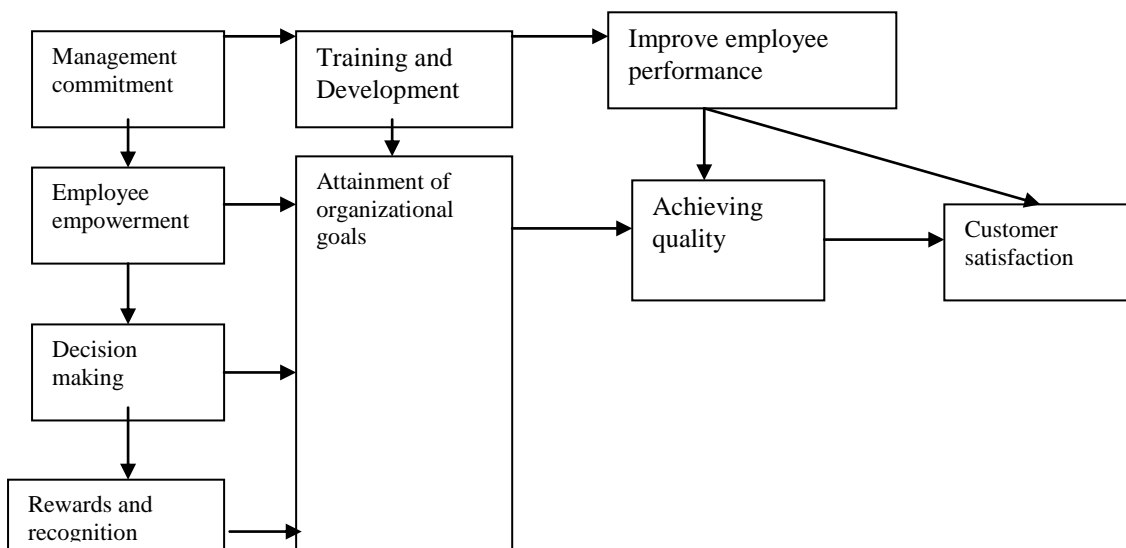 Management
commitment
Training and
Development
Improve employee
performance
Employee
empowerment
Attainment of
organizational
goals
Achieving
quality
Customer
satisfaction
Decision
making
Rewards and
recognition